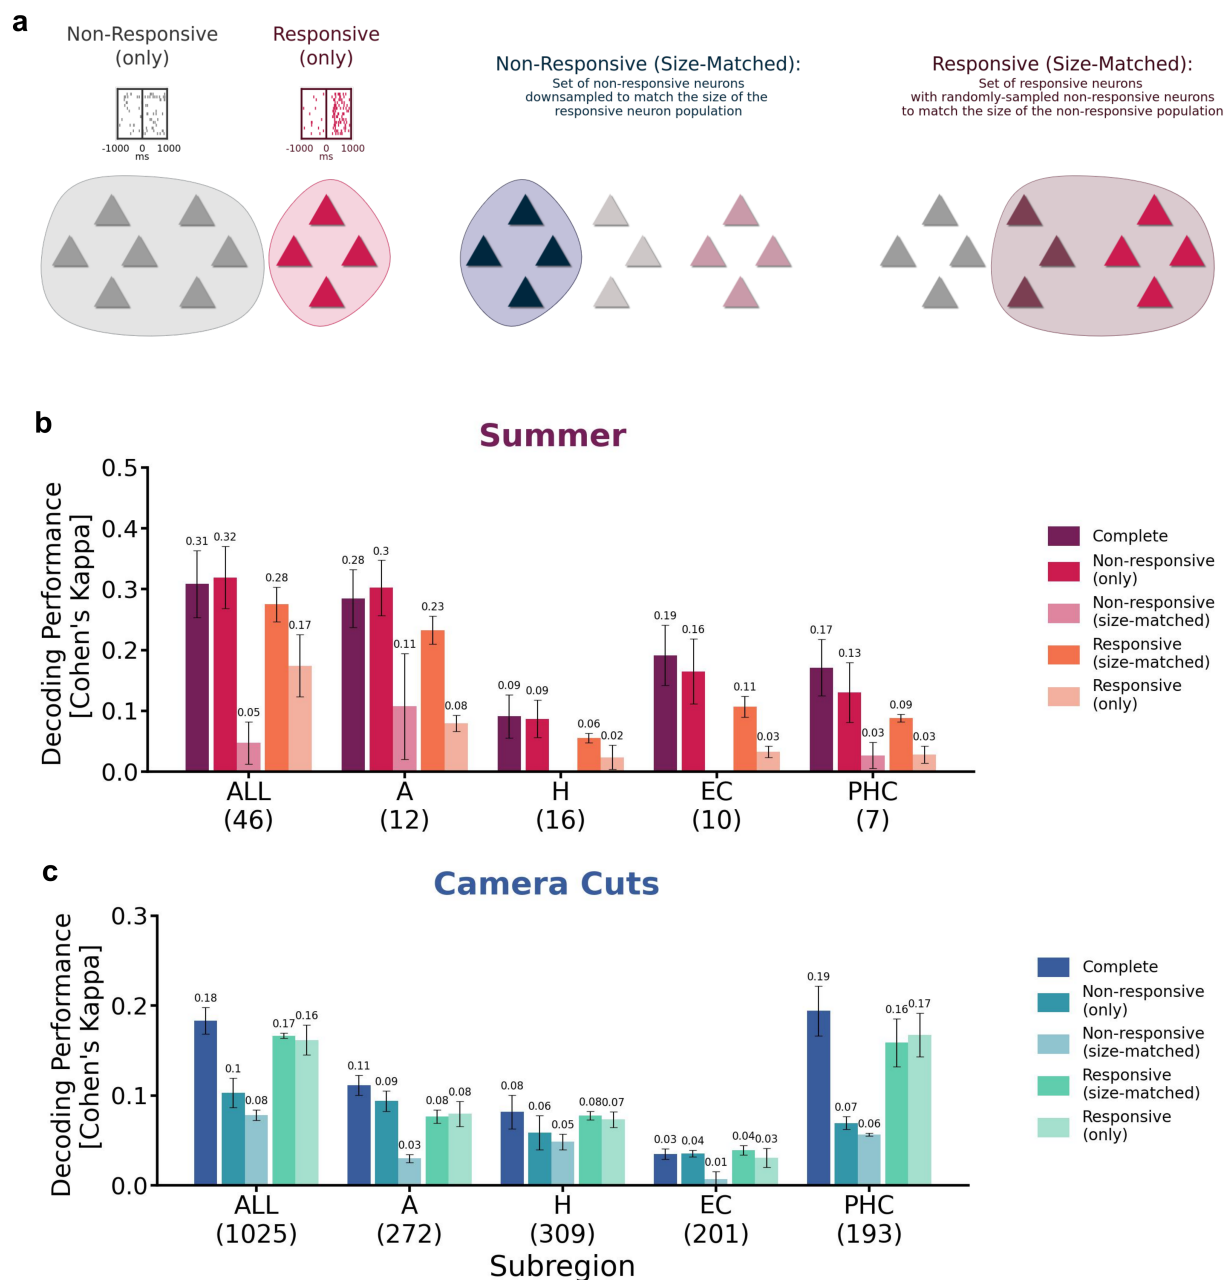 a
Non-Responsive
(only)
Responsive
(only)
-1000 0 1000
ms
-1000 0 1000
ms
Non-Responsive (Size-Matched):
Set of non-responsive neurons
downsampled to match the size of the
responsive neuron population
Responsive (Size-Matched):
Set of responsive neurons
with randomly-sampled non-responsive neurons
to match the size of the non-responsive population
b
Summer
Decoding Performance
[Cohen's Kappa]
0.5
0.4
0.3
0.2
0.1
0.0
0.31 0.32 0.05 0.28 0.17
0.28 0.3 0.11 0.23 0.08
0.09 0.09 0.06 0.02
0.19 0.16 0.11 0.03
0.17 0.13 0.03 0.09 0.03
ALL A H EC PHC
(46) (12) (16) (10) (7)
Complete
Non-responsive
(only)
Non-responsive
(size-matched)
Responsive
(size-matched)
Responsive
(only)
c
Camera Cuts
Decoding Performance
[Cohen's Kappa]
0.3
0.2
0.1
0.0
0.18 0.1 0.08 0.17 0.16
0.11 0.09 0.03 0.08 0.08
0.08 0.06 0.05 0.080.07
0.03 0.04 0.01 0.04 0.03
0.19 0.07 0.06 0.16 0.17
ALL A H EC PHC
(1025) (272) (309) (201) (193)
Subregion
Complete
Non-responsive
(only)
Non-responsive
(size-matched)
Responsive
(size-matched)
Responsive
(only)